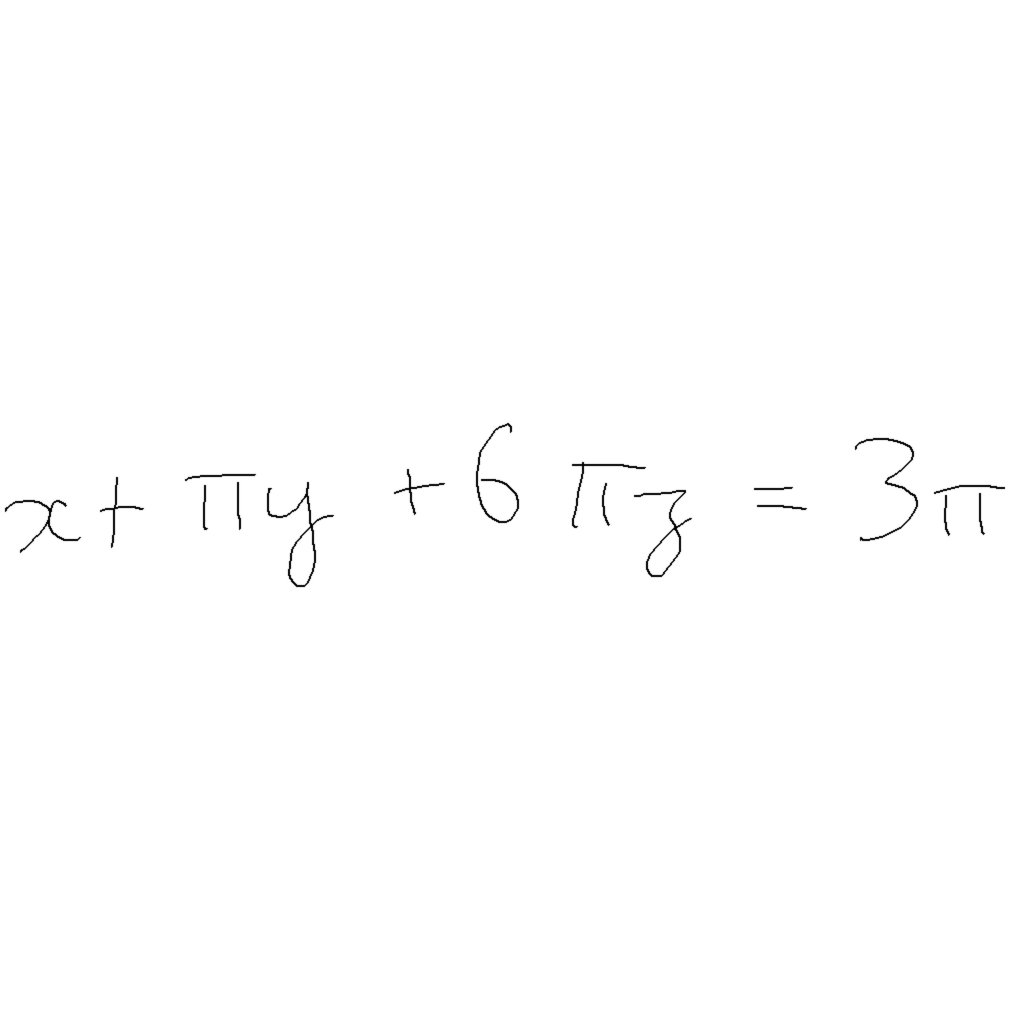 x + πy + 6πz = 3π